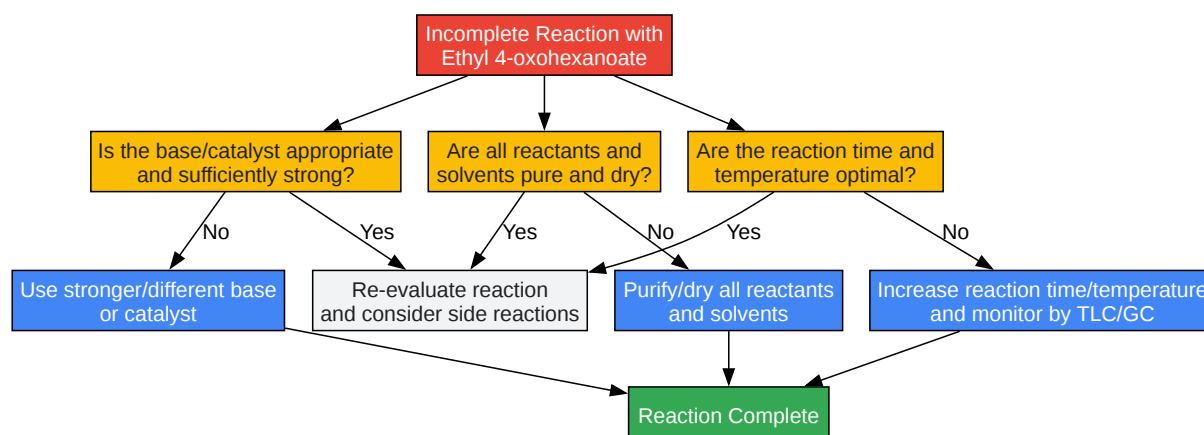 Incomplete Reaction with
Ethyl 4-oxohexanoate
Is the base/catalyst appropriate
and sufficiently strong?
Are all reactants and
solvents pure and dry?
Are the reaction time and
temperature optimal?
No
Yes
Yes
No
Yes
No
Use stronger/different base
or catalyst
Re-evaluate reaction
and consider side reactions
Purify/dry all reactants
and solvents
Increase reaction time/temperature
and monitor by TLC/GC
Reaction Complete